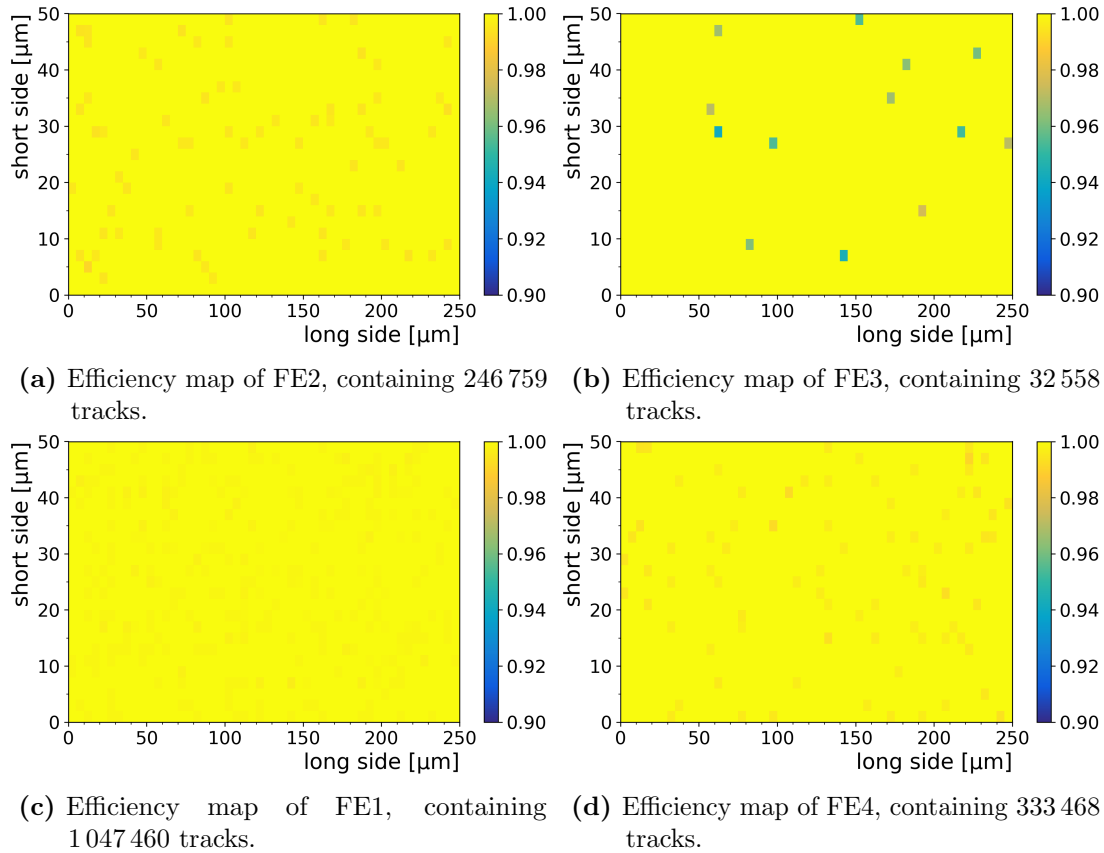 50
40
30
20
10
0
short side [µm]
0 50 100 150 200 250
long side [µm]
1.00
0.98
0.96
0.94
0.92
0.90
50
40
30
20
10
0
short side [µm]
0 50 100 150 200 250
long side [µm]
1.00
0.98
0.96
0.94
0.92
0.90
(a) Efficiency map of FE2, containing 246 759
tracks.
(b) Efficiency map of FE3, containing 32 558
tracks.
50
40
30
20
10
0
short side [µm]
0 50 100 150 200 250
long side [µm]
1.00
0.98
0.96
0.94
0.92
0.90
50
40
30
20
10
0
short side [µm]
0 50 100 150 200 250
long side [µm]
1.00
0.98
0.96
0.94
0.92
0.90
(c) Efficiency map of FE1, containing
1 047 460 tracks.
(d) Efficiency map of FE4, containing 333 468
tracks.